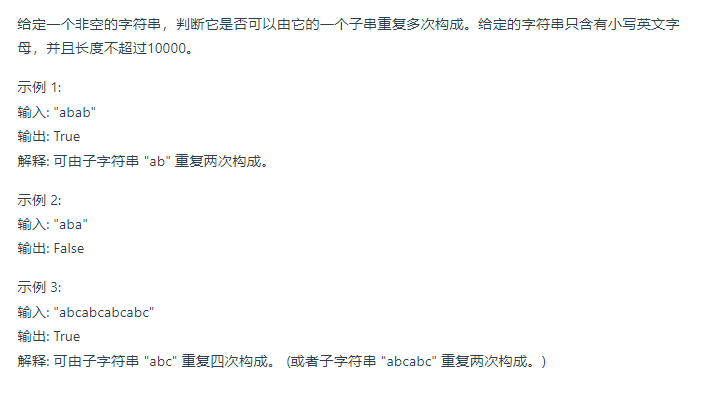 给定一个非空的字符串，判断它是否可以由它的一个子串重复多次构成。给定的字符串只含有小写英文字
母，并且长度不超过10000。
示例 1:
输入: "abab"
输出: True
解释: 可由子字符串 "ab" 重复两次构成。
示例 2:
输入: "aba"
输出: False
示例 3:
输入: "abcabcabcabc"
输出: True
解释: 可由子字符串 "abc" 重复四次构成。 (或者子字符串 "abcabc" 重复两次构成。)